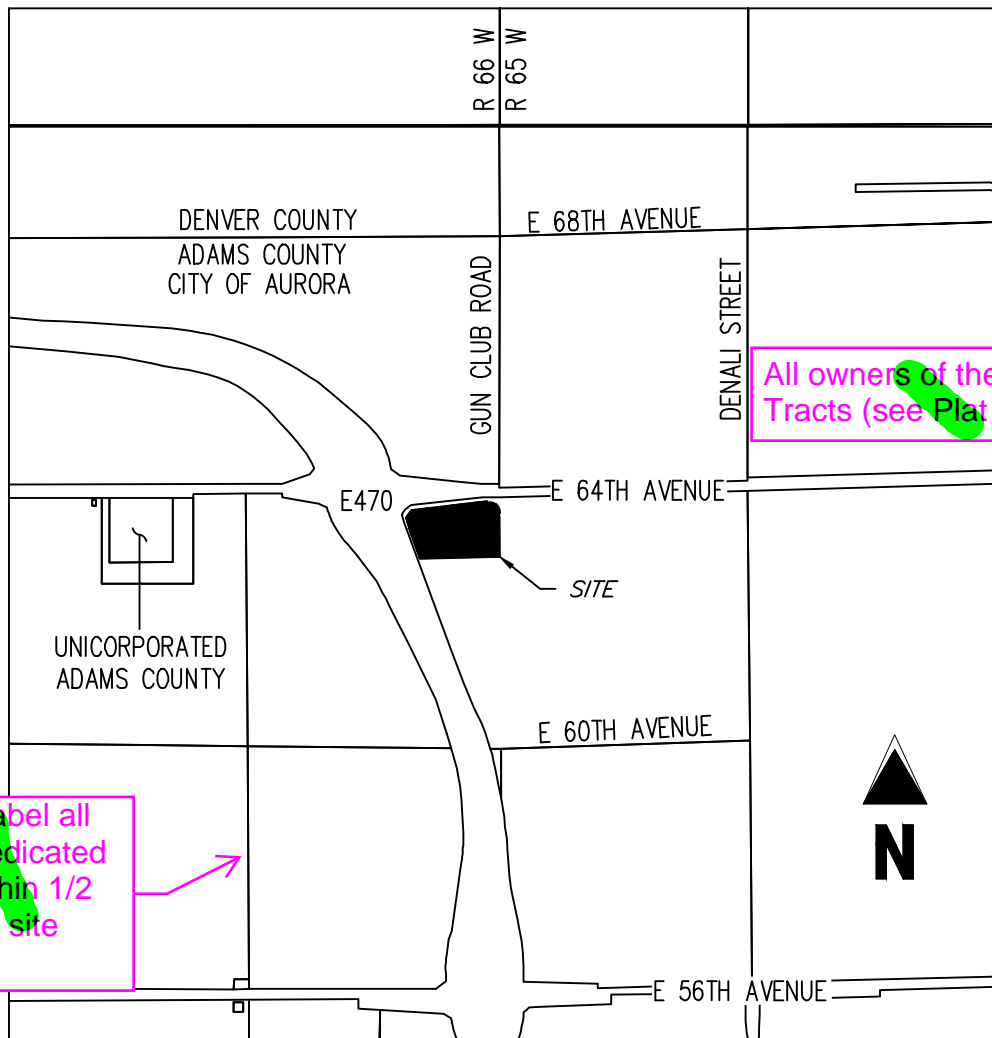 R 66 W
R 65 W
DENVER COUNTY
E 68TH AVENUE
ADAMS COUNTY
CITY OF AURORA
GUN CLUB ROAD
DENALI STREET
All owners of the
Tracts (see Plat
E470
E 64TH AVENUE
SITE
UNICORPORATED
ADAMS COUNTY
E 60TH AVENUE
abel all
edicated
hin 1/2
site
N
E 56TH AVENUE